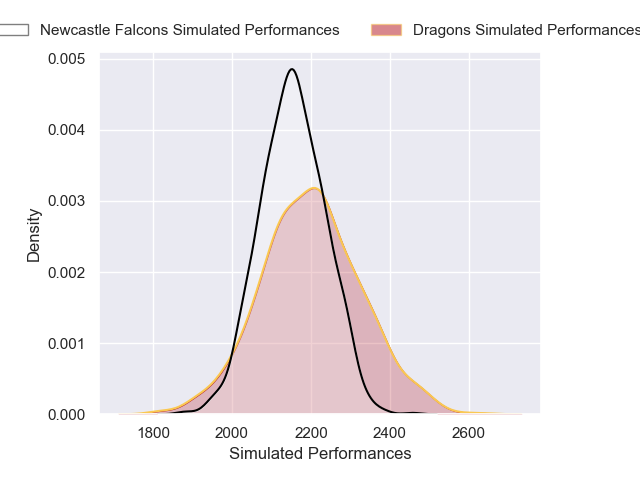 Newcastle Falcons Simulated Performances
Dragons Simulated Performances
0.005
0.004
0.003
0.002
0.001
0.000
Density
1800
2000
2200
2400
2600
Simulated Performances